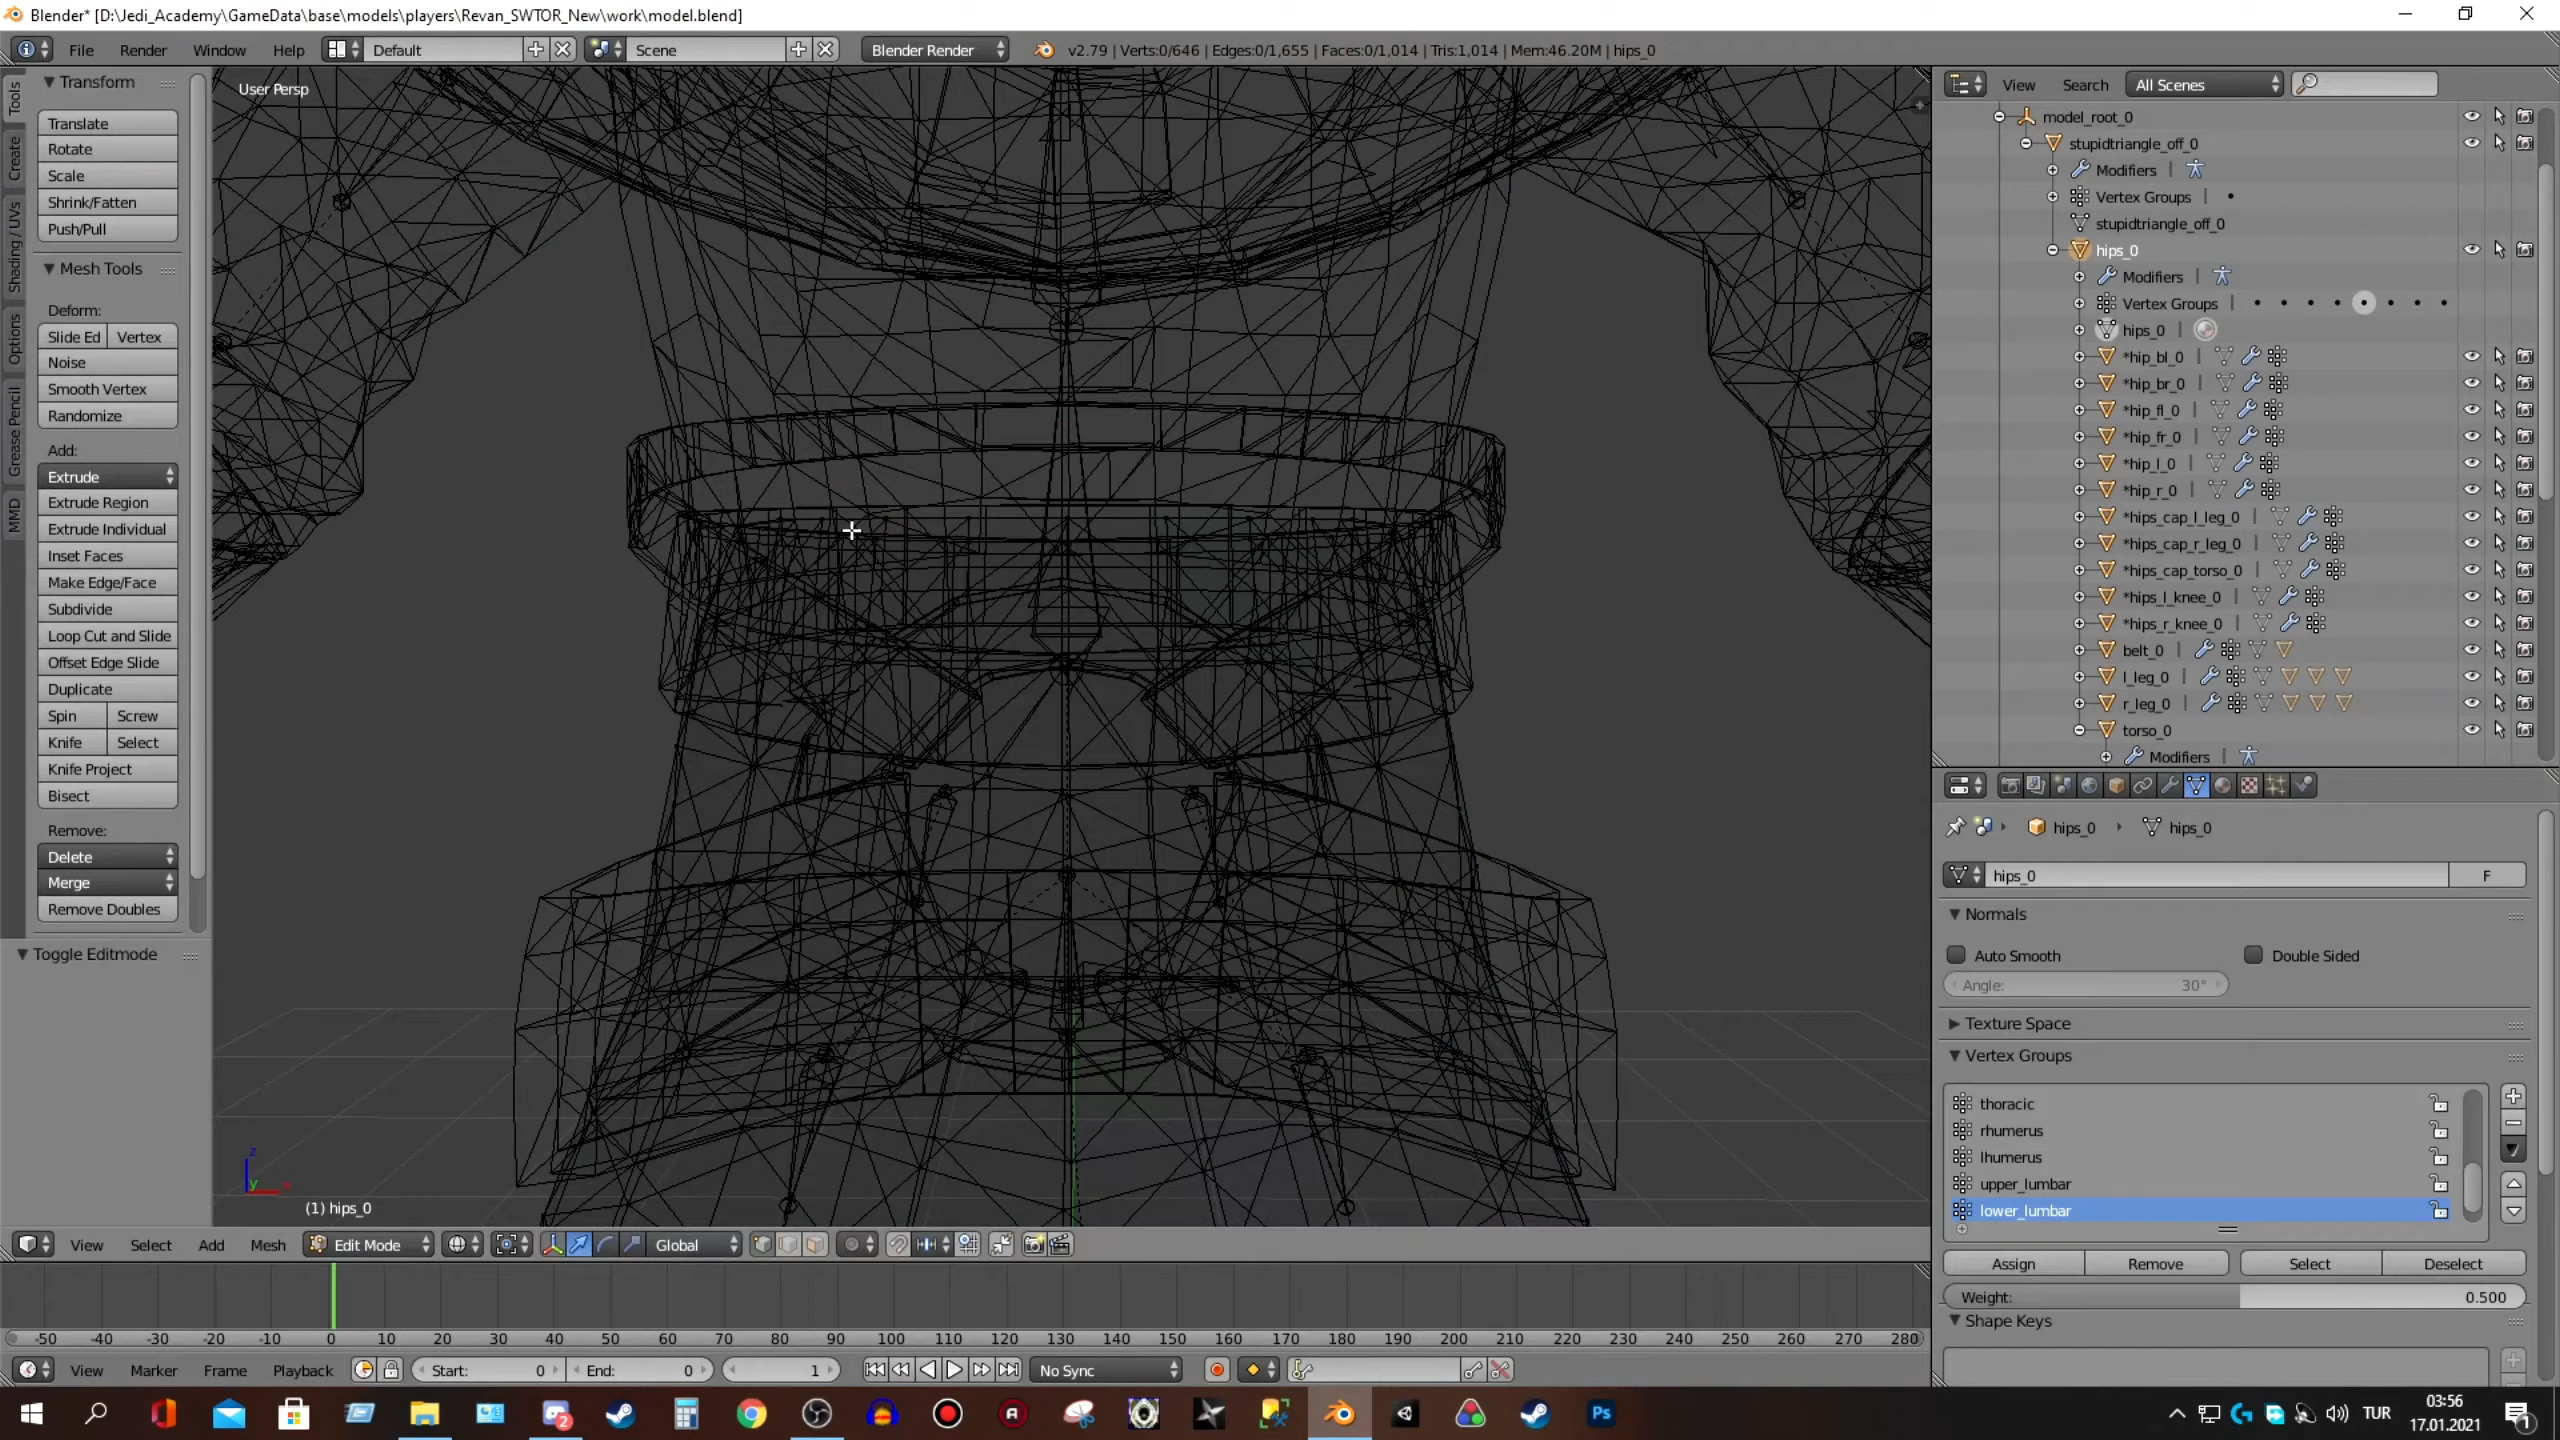 Blender* [D:\Jedi_Academy\GameData\base\models\players\Revan_SWTOR_New\work\model.blend]
File Render Window Help Default Scene Blender Render v2.79 | Verts:0/646 | Edges:0/1,655 | Faces:0/1,014 | Tris:1,014 | Mem:46.20M | hips_0
Tools
Create
Shading / UVs
Options
Grease Pencil
MMD
Transform
Translate
Rotate
Scale
Shrink/Fatten
Push/Pull
Mesh Tools
Deform:
Slide Ed Vertex
Noise
Smooth Vertex
Randomize
Add:
Extrude
Extrude Region
Extrude Individual
Inset Faces
Make Edge/Face
Subdivide
Loop Cut and Slide
Offset Edge Slide
Duplicate
Spin Screw
Knife Select
Knife Project
Bisect
Remove:
Delete
Merge
Remove Doubles
Toggle Editmode
User Persp
z
y
(1) hips_0
View Select Add Mesh Edit Mode Global
-50 -40 -30 -20 -10 0 10 20 30 40 50 60 70 80 90 100 110 120 130 140 150 160 170 180 190 200 210 220 230 240 250 260 270 280
View Marker Frame Playback Start: 0 End: 0 1 No Sync
View Search All Scenes
model_root_0
stupidtriangle_off_0
Modifiers
Vertex Groups
stupidtriangle_off_0
hips_0
Modifiers
Vertex Groups
hips_0
*hip_bl_0
*hip_br_0
*hip_fl_0
*hip_fr_0
*hip_l_0
*hip_r_0
*hips_cap_l_leg_0
*hips_cap_r_leg_0
*hips_cap_torso_0
*hips_l_knee_0
*hips_r_knee_0
belt_0
l_leg_0
r_leg_0
torso_0
Modifiers
hips_0 hips_0
hips_0 F
Normals
Auto Smooth Double Sided
Angle: 30°
Texture Space
Vertex Groups
thoracic
rhumerus
lhumerus
upper_lumbar
lower_lumbar
Assign Remove Select Deselect
Weight: 0.500
Shape Keys
2
Ps
TUR
03:56
17.01.2021
1